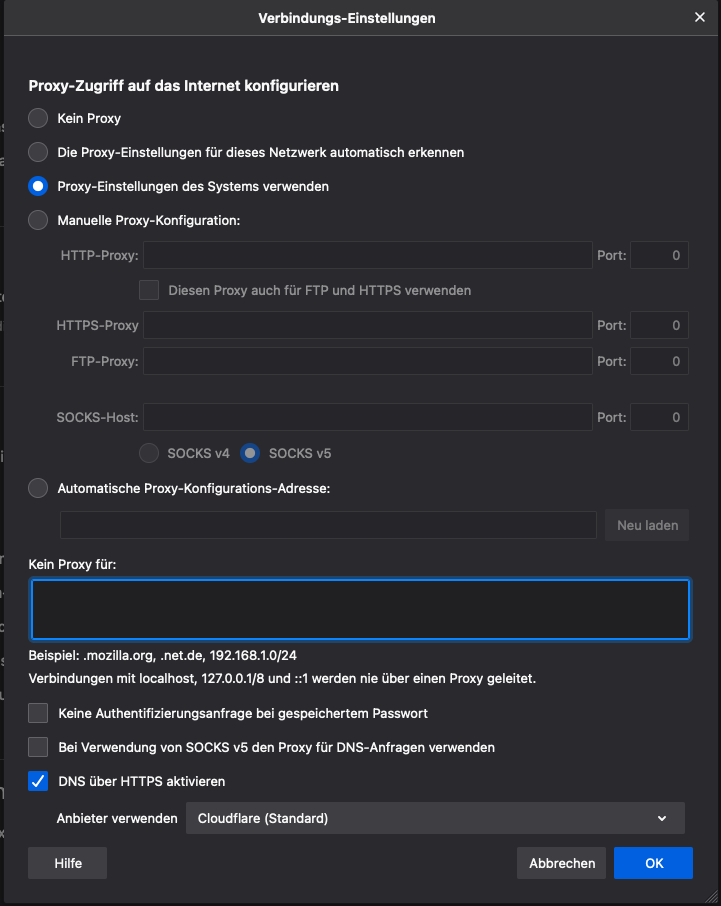 Verbindungs-Einstellungen
Proxy-Zugriff auf das Internet konfigurieren
Kein Proxy
Die Proxy-Einstellungen für dieses Netzwerk automatisch erkennen
Proxy-Einstellungen des Systems verwenden
Manuelle Proxy-Konfiguration:
HTTP-Proxy: Port: 0
Diesen Proxy auch für FTP und HTTPS verwenden
HTTPS-Proxy Port: 0
FTP-Proxy: Port: 0
SOCKS-Host: Port: 0
SOCKS v4 SOCKS v5
Automatische Proxy-Konfigurations-Adresse:
Neu laden
Kein Proxy für:
Beispiel: .mozilla.org, .net.de, 192.168.1.0/24
Verbindungen mit localhost, 127.0.0.1/8 und ::1 werden nie über einen Proxy geleitet.
Keine Authentifizierungsanfrage bei gespeichertem Passwort
Bei Verwendung von SOCKS v5 den Proxy für DNS-Anfragen verwenden
DNS über HTTPS aktivieren
Anbieter verwenden Cloudflare (Standard)
Hilfe Abbrechen OK